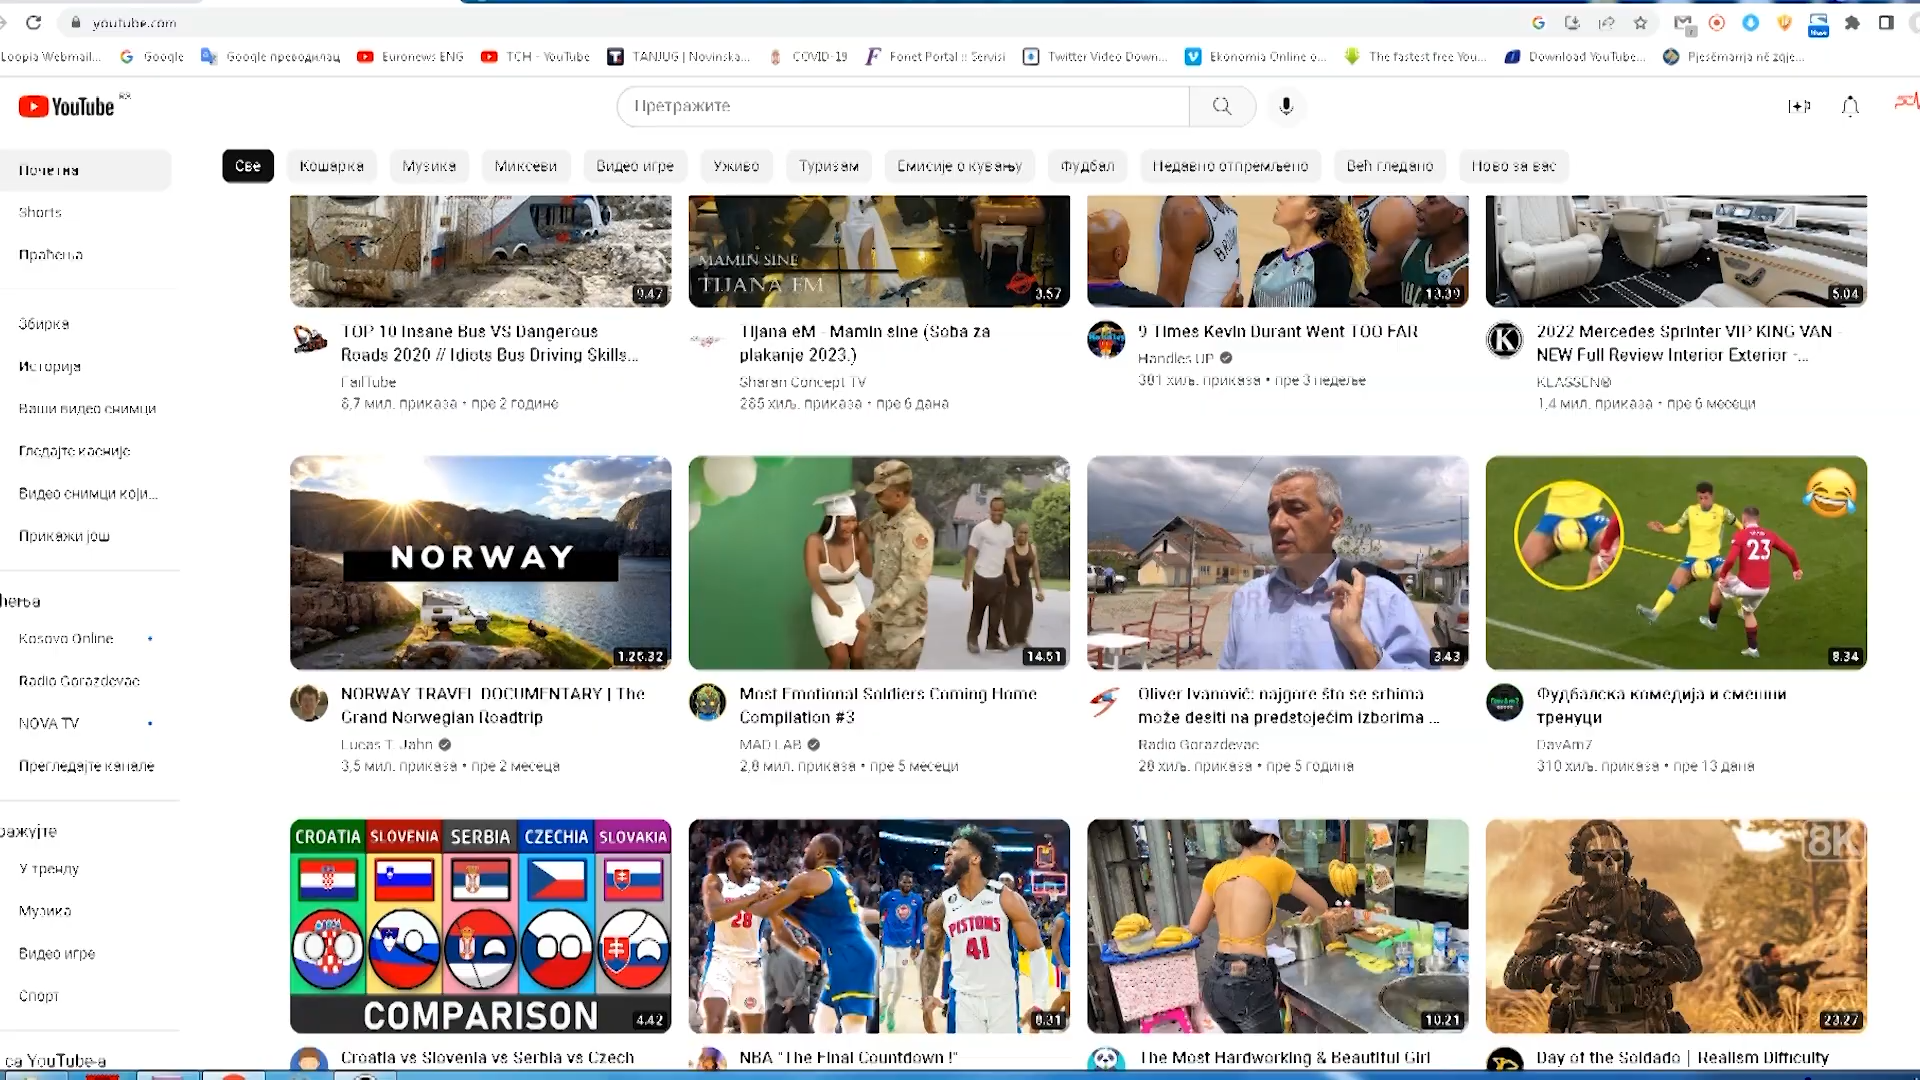 youtube.com
Loopia Webmail... Google Google преводилац Euronews ENG TCH - YouTube TANJUG | Novinska... COVID-19 Fonet Portal :: Servisi Twitter Video Down... Ekonomia Online o... The fastest free You... Download YouTube... Pjesëmarrja në zgje...
YouTube RS
Претражите
Почетна
Све Кошарка Музика Миксеви Видео игре Уживо Туризам Емисије о кувању Фудбал Недавно отпремљено Већ гледано Ново за вас
Shorts
Праћења
Збирка
Историја
Ваши видео снимци
Гледајте касније
Видео снимци који...
Прикажи још
Kosovo Online
Radio Gorazdevac
NOVA TV
Прегледајте канале
У тренду
Музика
Видео игре
Спорт
са YouTube-а
9:47
TOP 10 Insane Bus VS Dangerous
Roads 2020 // Idiots Bus Driving Skills...
FailTube
8,7 мил. приказа • пре 2 године
MAMIN SINE
TIJANA EM
3:57
Tijana eM - Mamin sine (Soba za
plakanje 2023.)
Sharan Concept TV
285 хиљ. приказа • пре 6 дана
9 Times Kevin Durant Went TOO FAR
Handles UP
381 хиљ. приказа • пре 3 недеље
5:04
2022 Mercedes Sprinter VIP KING VAN -
NEW Full Review Interior Exterior -...
KLASSEN®
1,4 мил. приказа • пре 6 месеци
NORWAY
1:26:32
NORWAY TRAVEL DOCUMENTARY | The
Grand Norwegian Roadtrip
Lucas T. Jahn
3,5 мил. приказа • пре 2 месеца
14:51
Most Emotional Soldiers Coming Home
Compilation #3
MAD LAB
2,8 мил. приказа • пре 5 месеци
3:43
Oliver Ivanović: najgore što se srbima
može desiti na predstojećim izborima ...
Radio Gorazdevac
28 хиљ. приказа • пре 5 година
23
8:34
Фудбалска комедија и смешни
тренуци
DavAm7
310 хиљ. приказа • пре 13 дана
CROATIA SLOVENIA SERBIA CZECHIA SLOVAKIA
COMPARISON
4:42
Croatia vs Slovenia vs Serbia vs Czech
28
PISTONS
41
8:31
NBA "The Final Countdown !"
10:21
The Most Hardworking & Beautiful Girl
8K
23:27
Day of the Soldado | Realism Difficulty